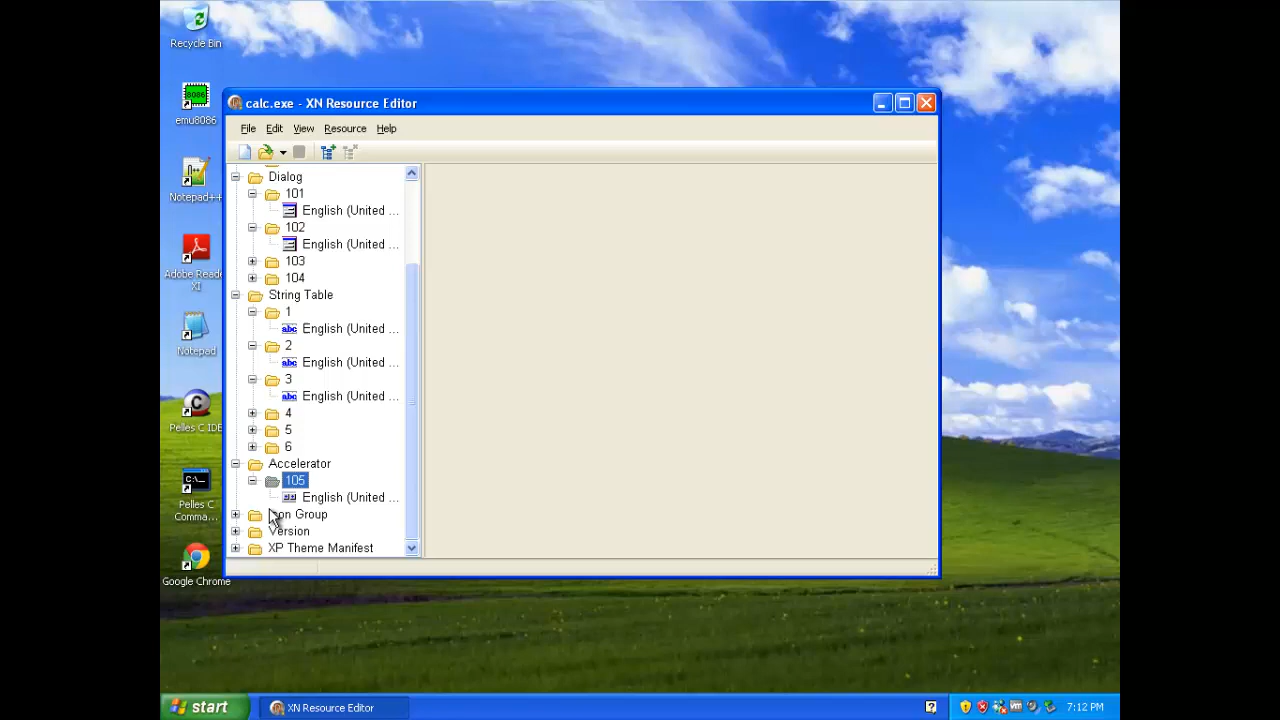 Recycle Bin
emu8086
Notepad++
Adobe Reade
XI
Notepad
Pelles C IDE
Pelles C
Comma...
Google Chrome
calc.exe - XN Resource Editor
File Edit View Resource Help
Dialog
101
English (United ...
102
English (United ...
103
104
String Table
1
English (United ...
2
English (United ...
3
English (United ...
4
5
6
Accelerator
105
English (United ...
Group
Version
XP Theme Manifest
start
XN Resource Editor
7:12 PM